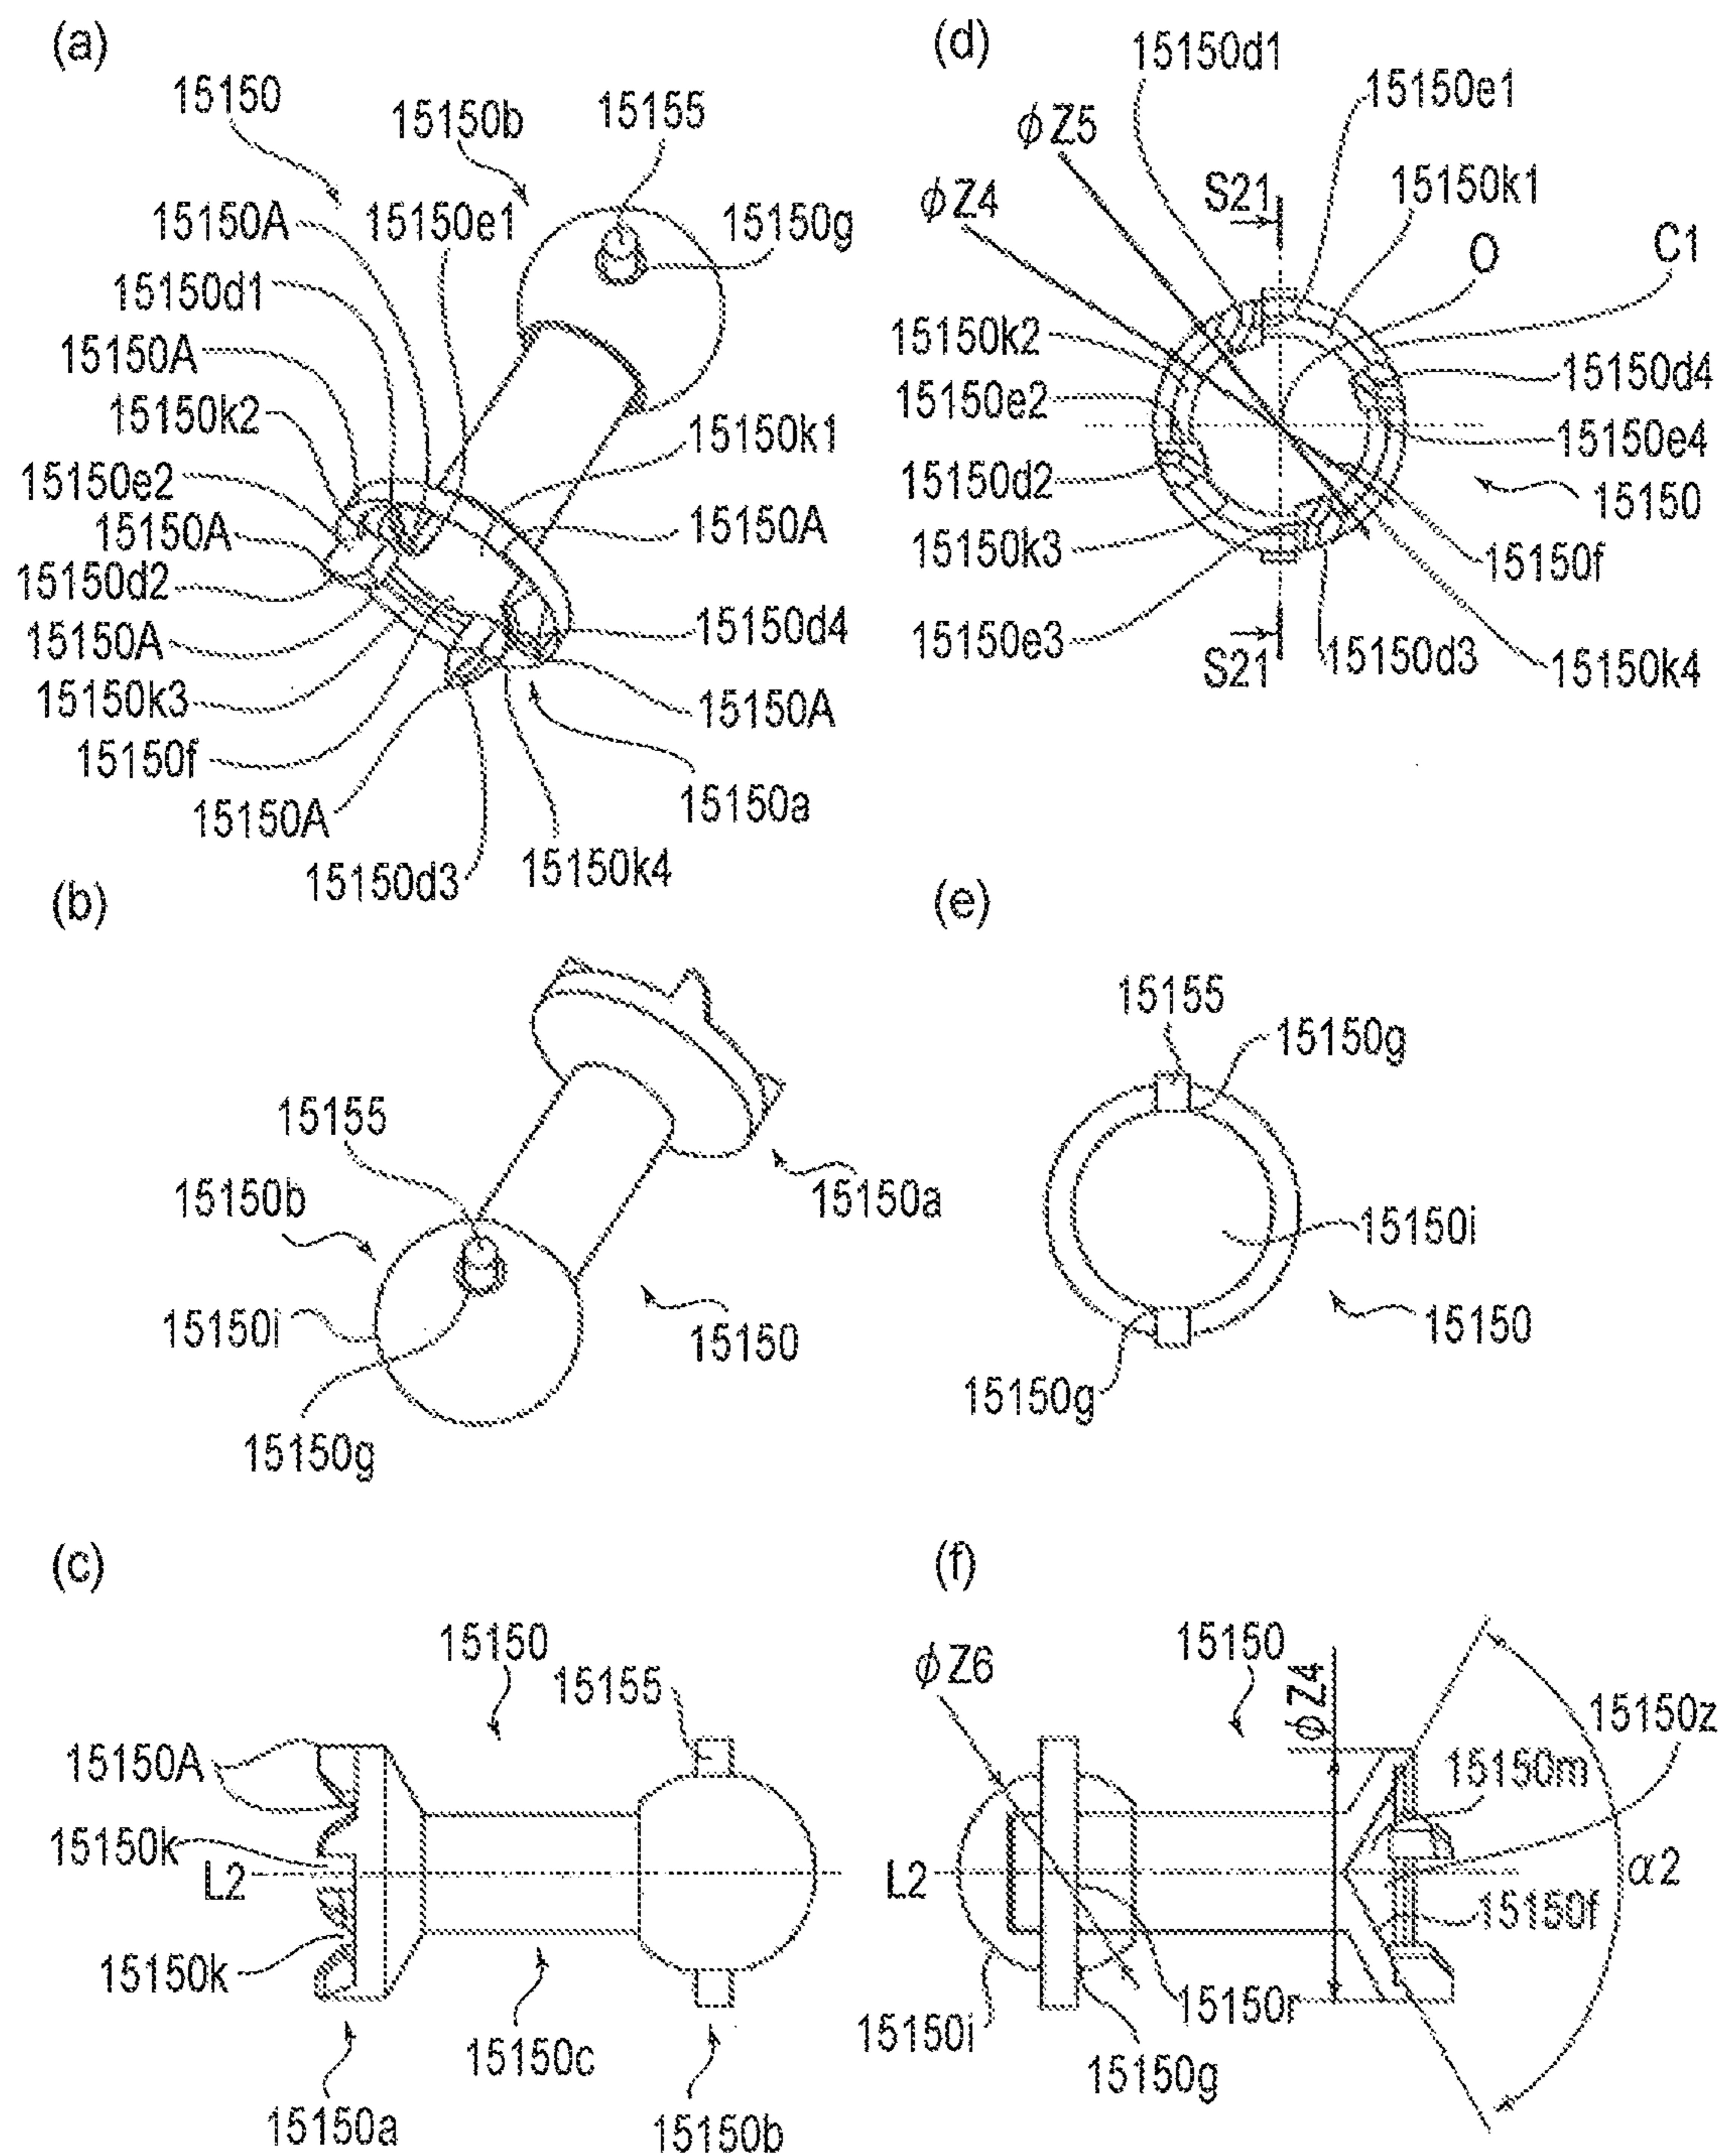 (a)
15150
15150b
15155
15150A
15150e1
15150g
15150d1
15150A
15150k2
15150k1
15150e2
15150A
15150A
15150d2
15150A
15150d4
15150k3
15150A
15150f
15150A
15150a
15150d3
15150k4
(d)
15150d1
15150e1
φZ5
φZ4
S21
15150k1
O
C1
15150k2
15150d4
15150e2
15150e4
15150d2
15150
15150k3
15150f
15150e3
S21
15150d3
15150k4
(b)
15155
15150b
15150a
15150i
15150
15150g
(e)
15155
15150g
15150i
15150
15150g
(c)
15150
15155
15150A
15150k
L2
15150k
15150c
15150a
15150b
(f)
φZ6
15150
φZ4
15150z
15150m
L2
α2
15150f
15150r
15150i
15150g